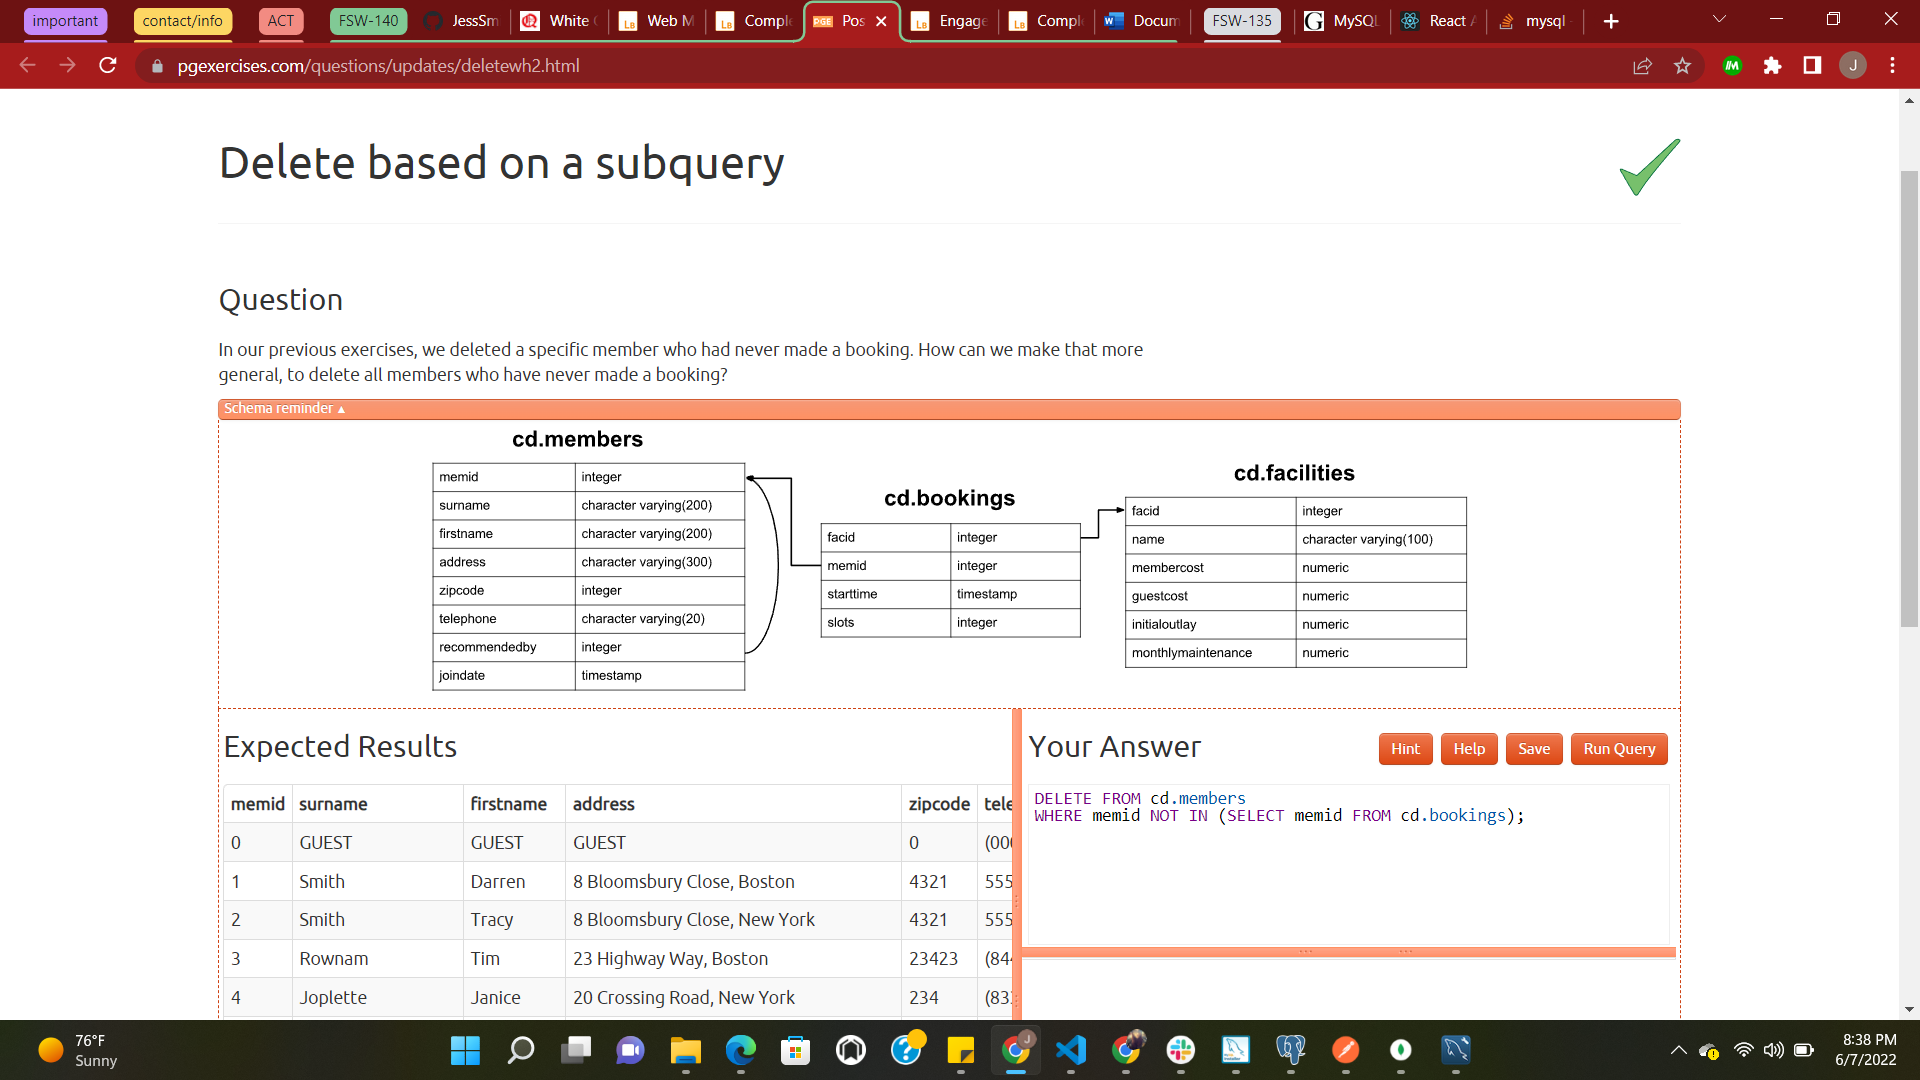 important
contact/info
ACT
FSW-140
JessSm
White
Web M
Comple
PGE
Pos
Engage
Comple
Docum
FSW-135
MySQL
React
mysql
pgexercises.com/questions/updates/deletewh2.html
J
Delete based on a subquery
Question
In our previous exercises, we deleted a specific member who had never made a booking. How can we make that more
general, to delete all members who have never made a booking?
Schema reminder ▲
cd.members
memid integer
surname character varying(200)
firstname character varying(200)
address character varying(300)
zipcode integer
telephone character varying(20)
recommendedby integer
joindate timestamp
cd.bookings
facid integer
memid integer
starttime timestamp
slots integer
cd.facilities
facid integer
name character varying(100)
membercost numeric
guestcost numeric
initialoutlay numeric
monthlymaintenance numeric
Expected Results
memid surname firstname address zipcode tele
0 GUEST GUEST GUEST 0 (00
1 Smith Darren 8 Bloomsbury Close, Boston 4321 555
2 Smith Tracy 8 Bloomsbury Close, New York 4321 555
3 Rownam Tim 23 Highway Way, Boston 23423 (84
4 Joplette Janice 20 Crossing Road, New York 234 (83
Your Answer
Hint
Help
Save
Run Query
DELETE FROM cd.members
WHERE memid NOT IN (SELECT memid FROM cd.bookings);
76°F
Sunny
8:38 PM
6/7/2022